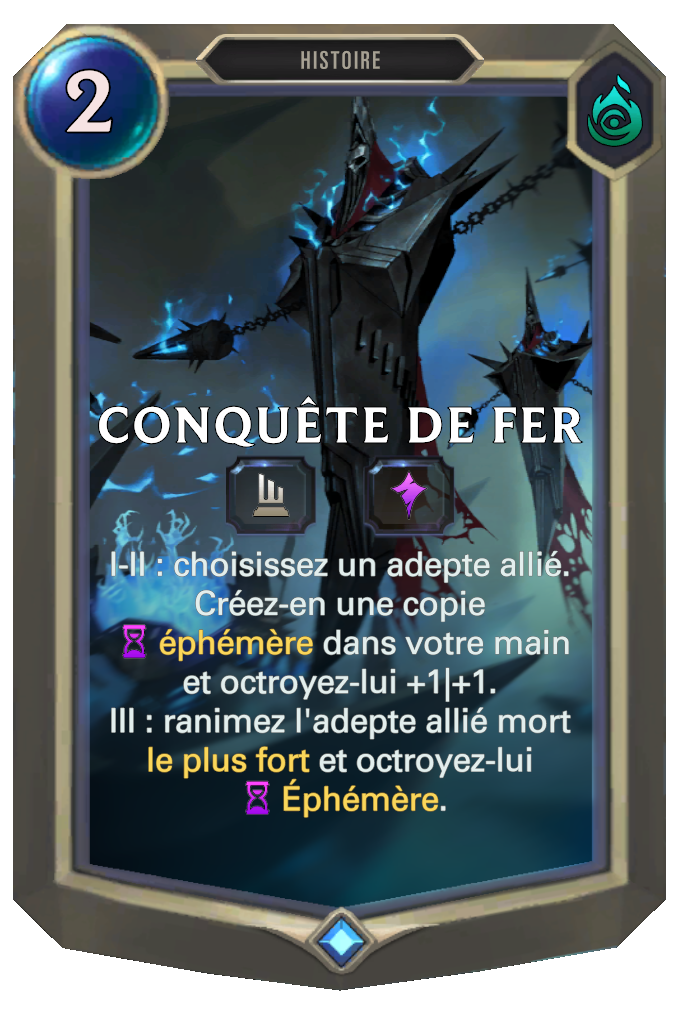 HISTOIRE
2
CONQUÊTE DE FER
I-II : choisissez un adepte allié.
Créez-en une copie
éphémère dans votre main
et octroyez-lui +1|+1.
III : ranimez l'adepte allié mort
le plus fort et octroyez-lui
Éphémère.